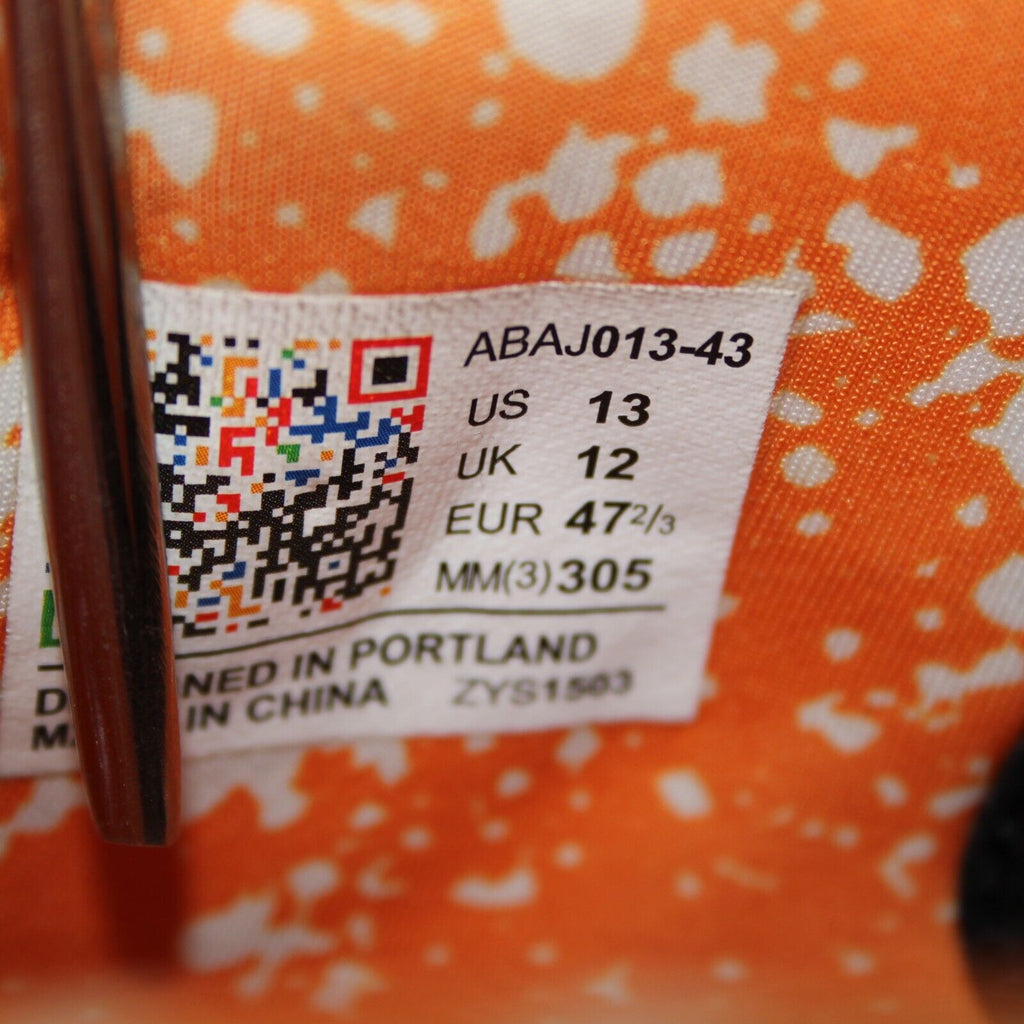 ABAJ013-43
US 13
UK 12
EUR 47 2/3
MM(3) 305
NED IN PORTLAND
IN CHINA ZYS1563